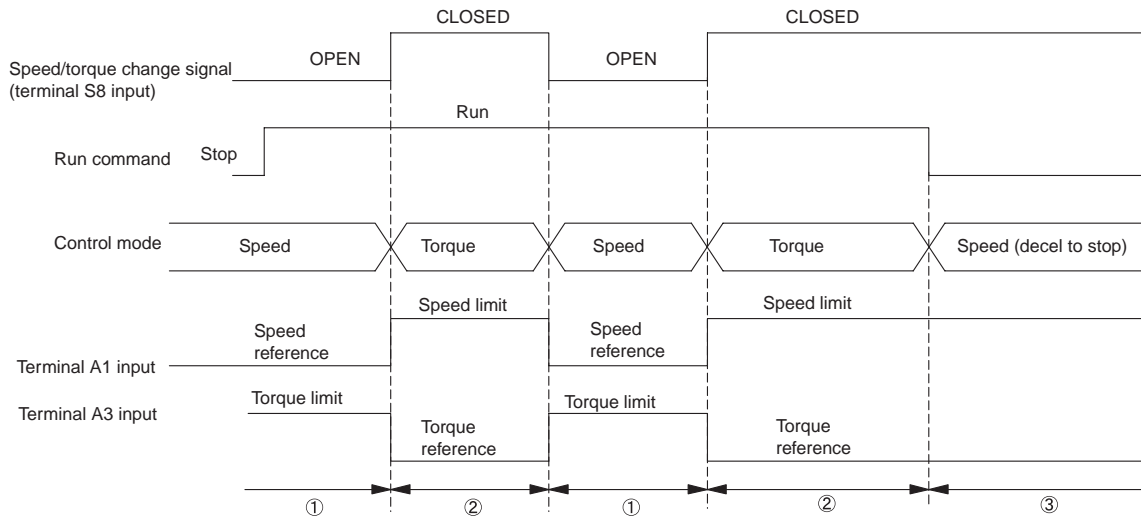 CLOSED CLOSED
OPEN OPEN
Speed/torque change signal
(terminal S8 input)
Run
Run command Stop
Control mode Speed Torque Speed Torque Speed (decel to stop)
Speed limit Speed limit
Speed Speed
reference reference
Terminal A1 input
Torque limit Torque limit
Terminal A3 input
Torque Torque
reference reference
① ② ① ② ③